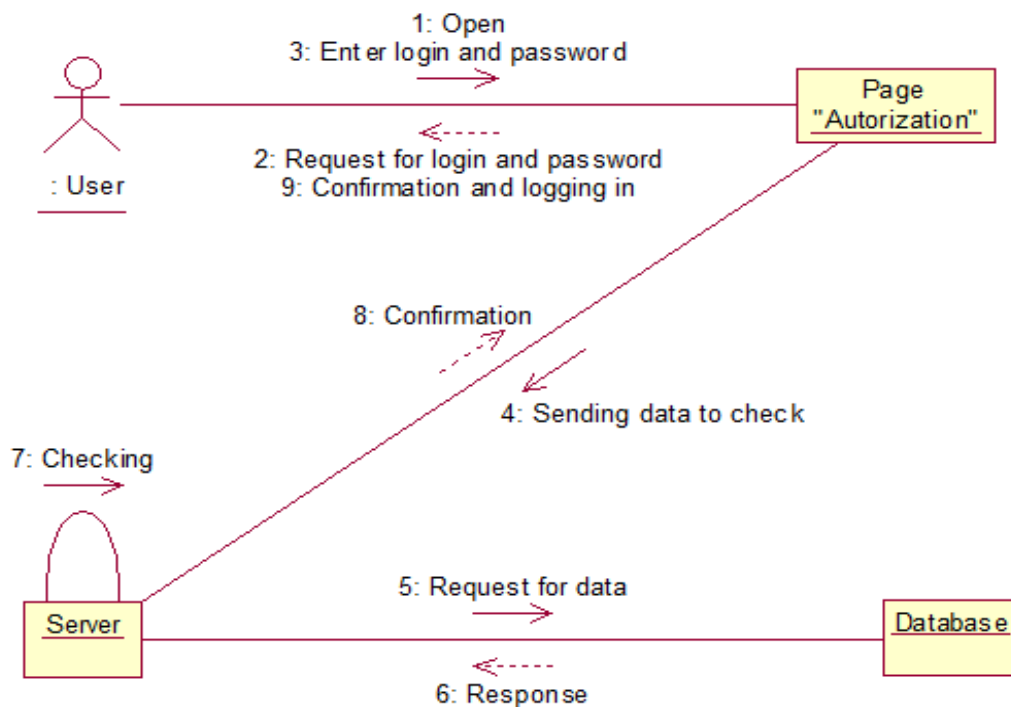 1: Open
3: Enter login and password
Page
"Autorization"
2: Request for login and password
9: Confirmation and logging in
: User
8: Confirmation
4: Sending data to check
7: Checking
5: Request for data
Server
Database
6: Response